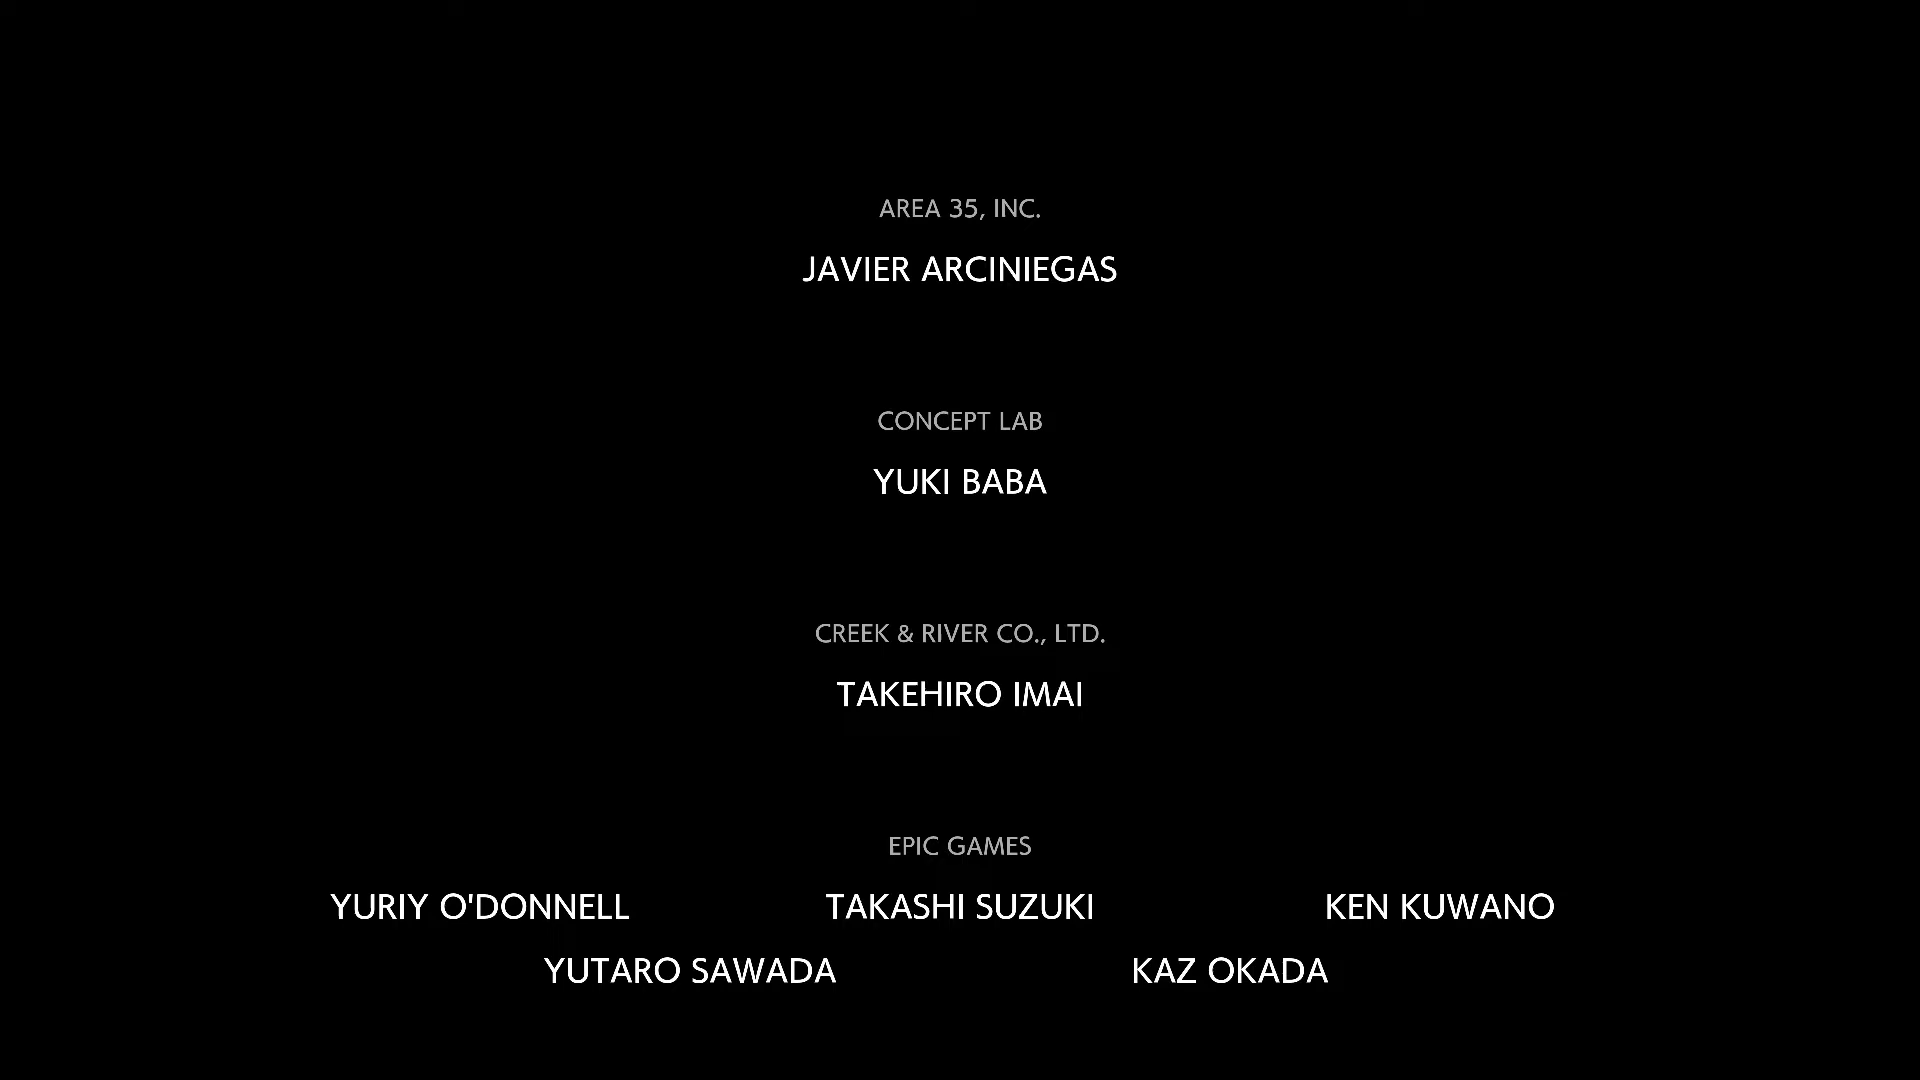 AREA 35, INC.
JAVIER ARCINIEGAS
CONCEPT LAB
YUKI BABA
CREEK & RIVER CO., LTD.
TAKEHIRO IMAI
EPIC GAMES
YURIY O'DONNELL TAKASHI SUZUKI KEN KUWANO
YUTARO SAWADA KAZ OKADA